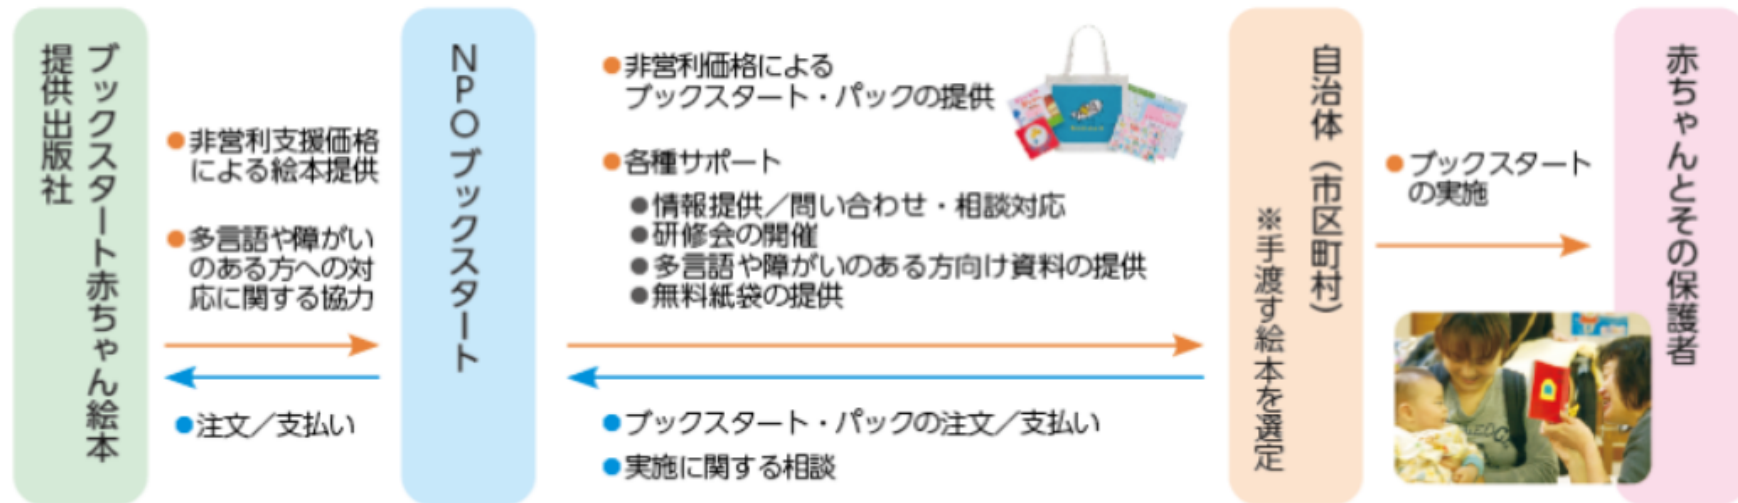 ブックスタート赤ちゃん絵本
提供出版社
●非営利支援価格
による絵本提供
●多言語や障がい
のある方への対
応に関する協力
●注文／支払い
NPOブックスタート
●非営利価格による
ブックスタート・パックの提供
●各種サポート
●情報提供／問い合わせ・相談対応
●研修会の開催
●多言語や障がいのある方向け資料の提供
●無料紙袋の提供
●ブックスタート・パックの注文／支払い
●実施に関する相談
自治体（市区町村）
※手渡す絵本を選定
●ブックスタート
の実施
赤ちゃんとその保護者